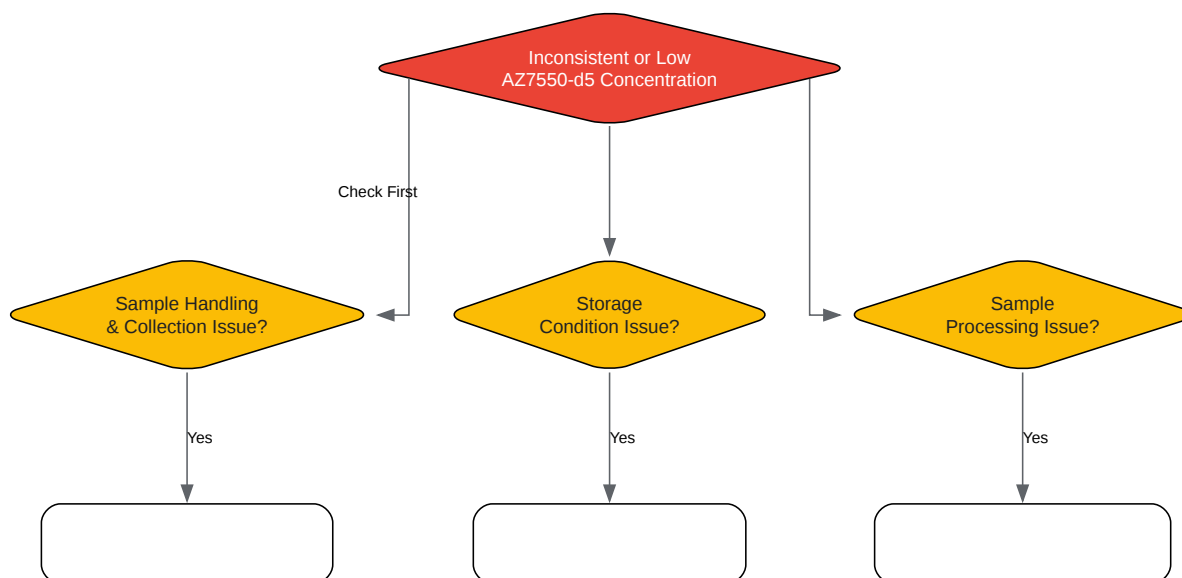 Inconsistent or Low
AZ7550-d5 Concentration
Check First
Sample Handling
& Collection Issue?
Storage
Condition Issue?
Sample
Processing Issue?
Yes
Yes
Yes